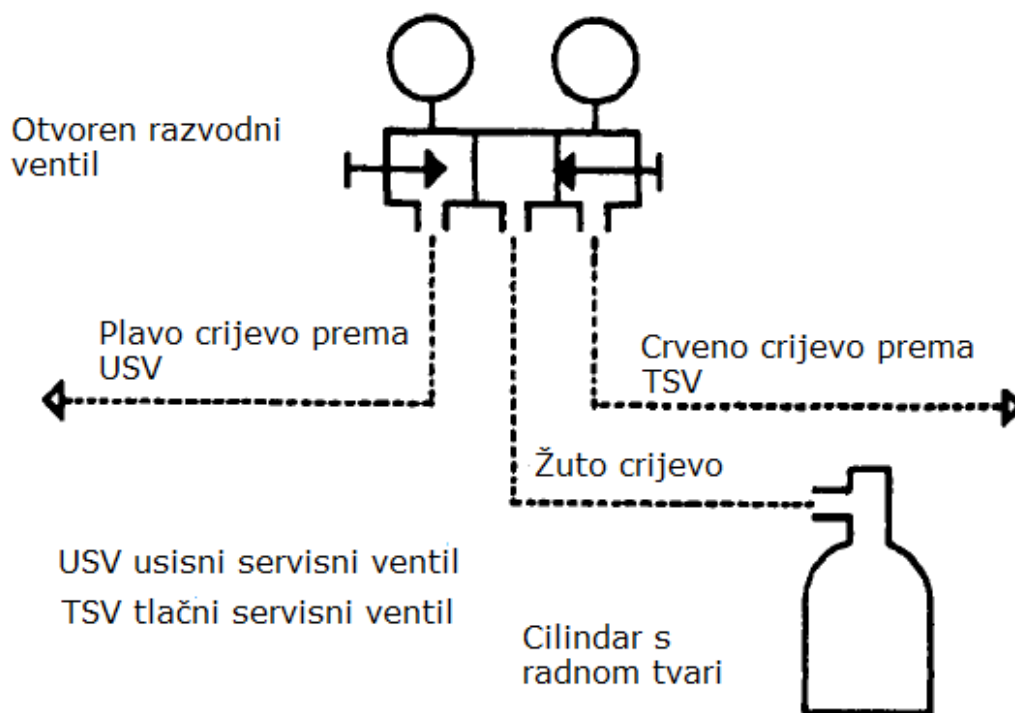 Otvoren razvodni
ventil
Plavo crijevo prema
USV
Crveno crijevo prema
TSV
Žuto crijevo
USV usisni servisni ventil
TSV tlačni servisni ventil
Cilindar s
radnom tvari